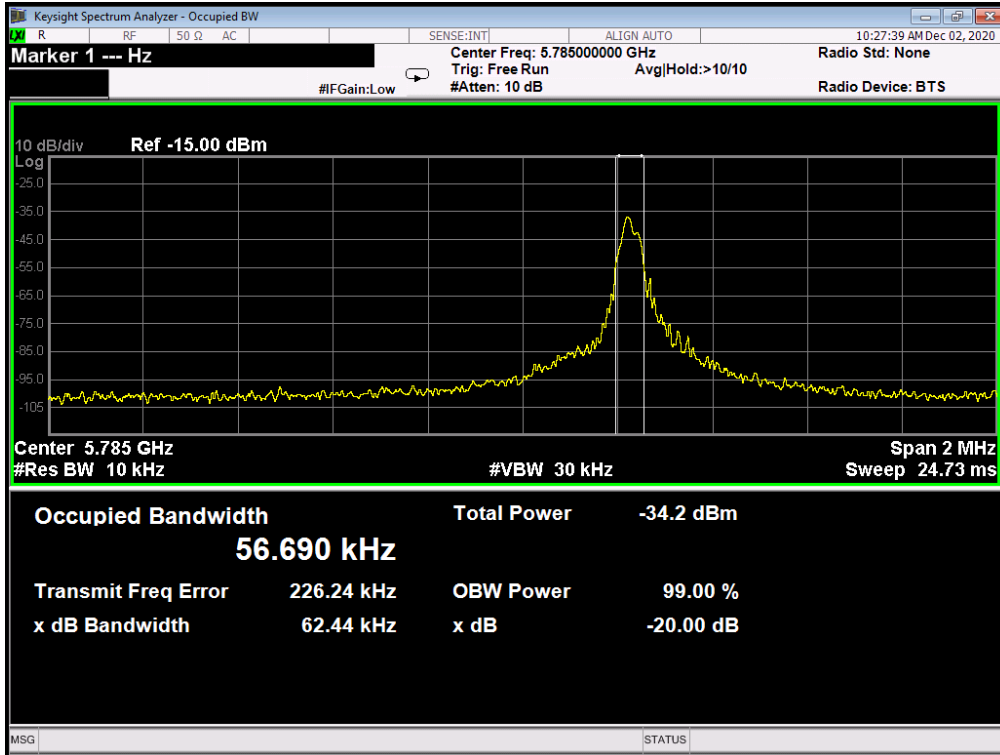 Keysight Spectrum Analyzer - Occupied BW
LXI R RF 50 Ω AC SENSE:INT ALIGN AUTO 10:27:39 AM Dec 02, 2020
Marker 1 --- Hz Center Freq: 5.785000000 GHz Radio Std: None
Trig: Free Run Avg|Hold:>10/10
#IFGain:Low #Atten: 10 dB Radio Device: BTS
10 dB/div Ref -15.00 dBm
Log
-25.0
-35.0
-45.0
-55.0
-65.0
-75.0
-85.0
-95.0
-105
Center 5.785 GHz Span 2 MHz
#Res BW 10 kHz #VBW 30 kHz Sweep 24.73 ms
Occupied Bandwidth Total Power -34.2 dBm
56.690 kHz
Transmit Freq Error 226.24 kHz OBW Power 99.00 %
x dB Bandwidth 62.44 kHz x dB -20.00 dB
MSG STATUS